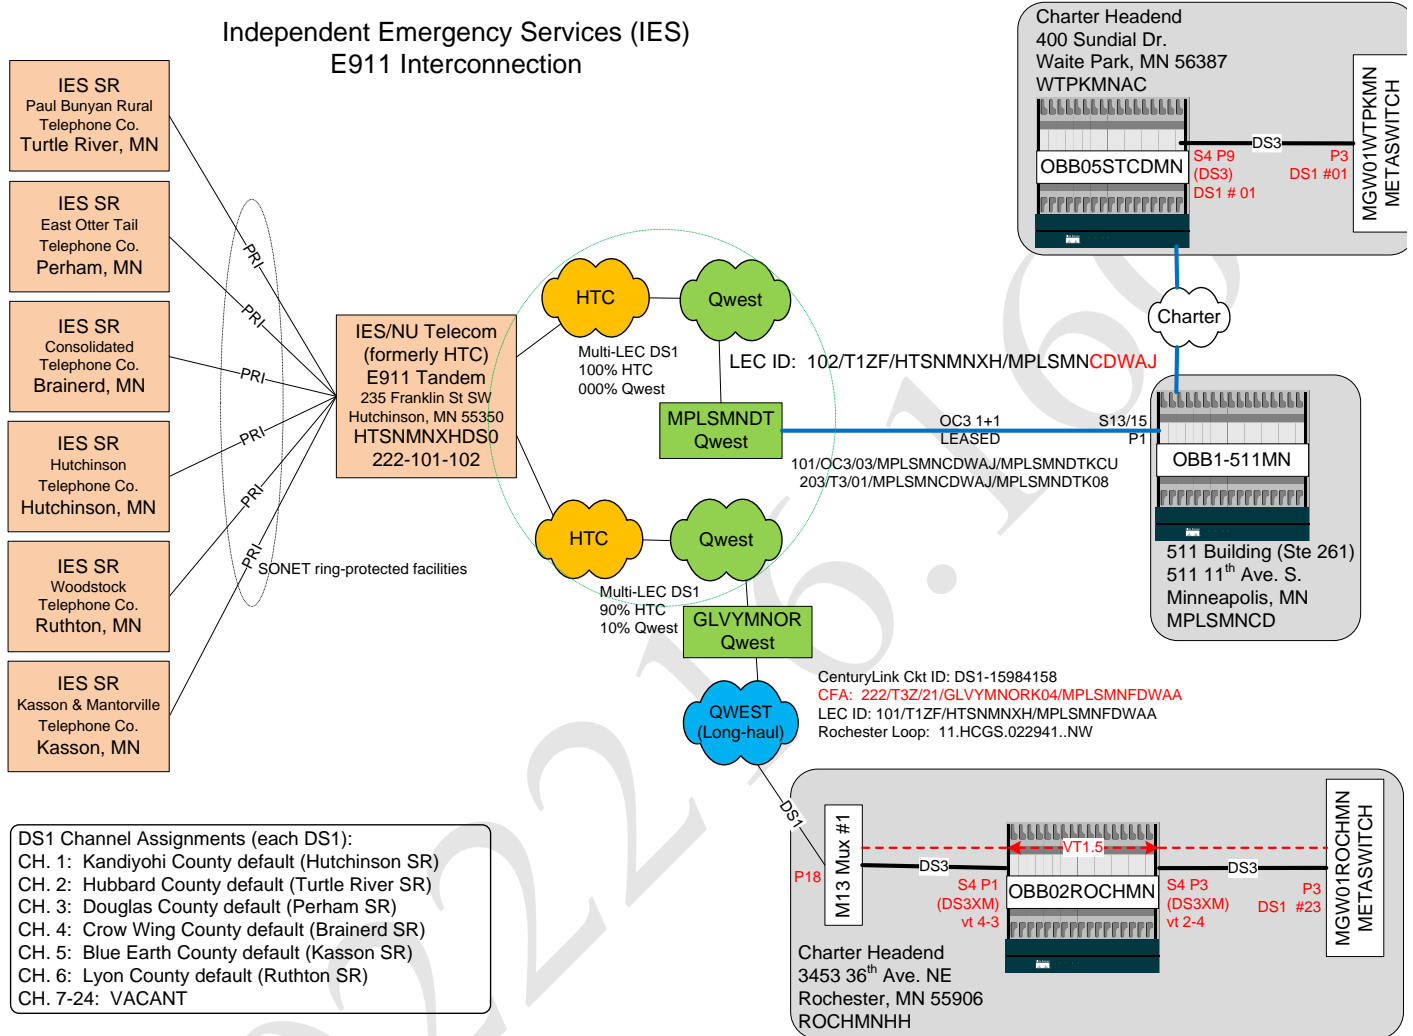 Independent Emergency Services (IES)
E911 Interconnection
IES SR
Paul Bunyan Rural
Telephone Co.
Turtle River, MN
IES SR
East Otter Tail
Telephone Co.
Perham, MN
IES SR
Consolidated
Telephone Co.
Brainerd, MN
IES SR
Hutchinson
Telephone Co.
Hutchinson, MN
IES SR
Woodstock
Telephone Co.
Ruthton, MN
IES SR
Kasson & Mantorville
Telephone Co.
Kasson, MN
PRI
PRI
PRI
PRI
PRI
PRI
SONET ring-protected facilities
IES/NU Telecom
(formerly HTC)
E911 Tandem
235 Franklin St SW
Hutchinson, MN 55350
HTSNMNXHDS0
222-101-102
HTC
Qwest
Multi-LEC DS1
100% HTC
000% Qwest
LEC ID: 102/T1ZF/HTSNMNXH/MPLSMNCDWAJ
MPLSMNDT
Qwest
OC3 1+1
LEASED
S13/15
P1
101/OC3/03/MPLSMNCDWAJ/MPLSMNDTKCU
203/T3/01/MPLSMNCDWAJ/MPLSMNDTK08
HTC
Qwest
Multi-LEC DS1
90% HTC
10% Qwest
GLVYMNOR
Qwest
QWEST
(Long-haul)
CenturyLink Ckt ID: DS1-15984158
CFA: 222/T3Z/21/GLVYMNORK04/MPLSMNFDWAA
LEC ID: 101/T1ZF/HTSNMNXH/MPLSMNFDWAA
Rochester Loop: 11.HCGS.022941..NW
DS1
Charter Headend
400 Sundial Dr.
Waite Park, MN 56387
WTPKMNAC
OBB05STCDMN
DS3
S4 P9
(DS3)
DS1 # 01
P3
DS1 #01
MGW01WTPKMN
METASWITCH
Charter
OBB1-511MN
511 Building (Ste 261)
511 11th Ave. S.
Minneapolis, MN
MPLSMNCD
P18
M13 Mux #1
DS3
VT1.5
S4 P1
(DS3XM)
vt 4-3
OBB02ROCHMN
S4 P3
(DS3XM)
vt 2-4
DS3
P3
DS1 #23
MGW01ROCHMN
METASWITCH
Charter Headend
3453 36th Ave. NE
Rochester, MN 55906
ROCHMNHH
DS1 Channel Assignments (each DS1):
CH. 1: Kandiyohi County default (Hutchinson SR)
CH. 2: Hubbard County default (Turtle River SR)
CH. 3: Douglas County default (Perham SR)
CH. 4: Crow Wing County default (Brainerd SR)
CH. 5: Blue Earth County default (Kasson SR)
CH. 6: Lyon County default (Ruthton SR)
CH. 7-24: VACANT